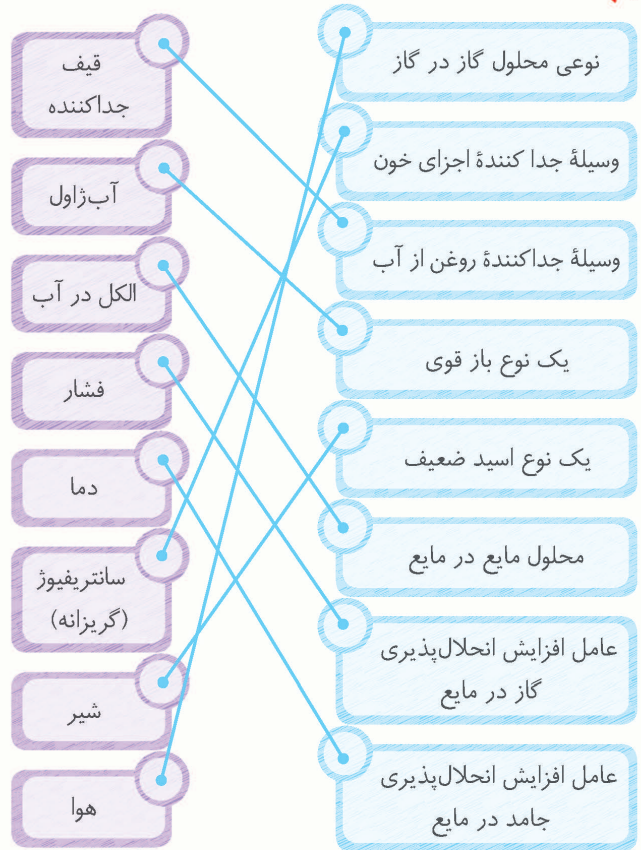 نوعی محلول گاز در گاز
وسیلهٔ جدا کنندهٔ اجزای خون
وسیلهٔ جداکنندهٔ روغن از آب
یک نوع باز قوی
یک نوع اسید ضعیف
محلول مایع در مایع
عامل افزایش انحلال‌پذیری
گاز در مایع
عامل افزایش انحلال‌پذیری
جامد در مایع
قیف
جداکننده
آب‌ژاول
الکل در آب
فشار
دما
سانتریفیوژ
(گریزانه)
شیر
هوا